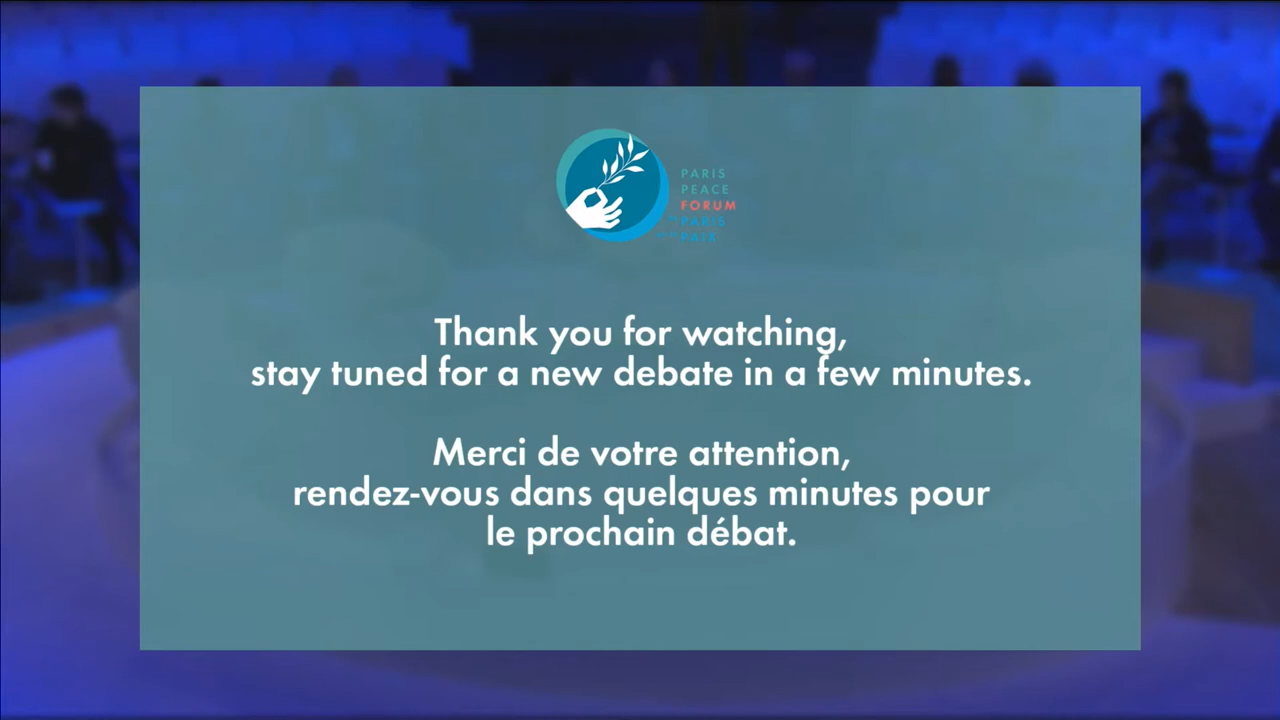 PARIS
PEACE
FORUM
PARIS
PAIX
Thank you for watching,
stay tuned for a new debate in a few minutes.
Merci de votre attention,
rendez-vous dans quelques minutes pour
le prochain débat.